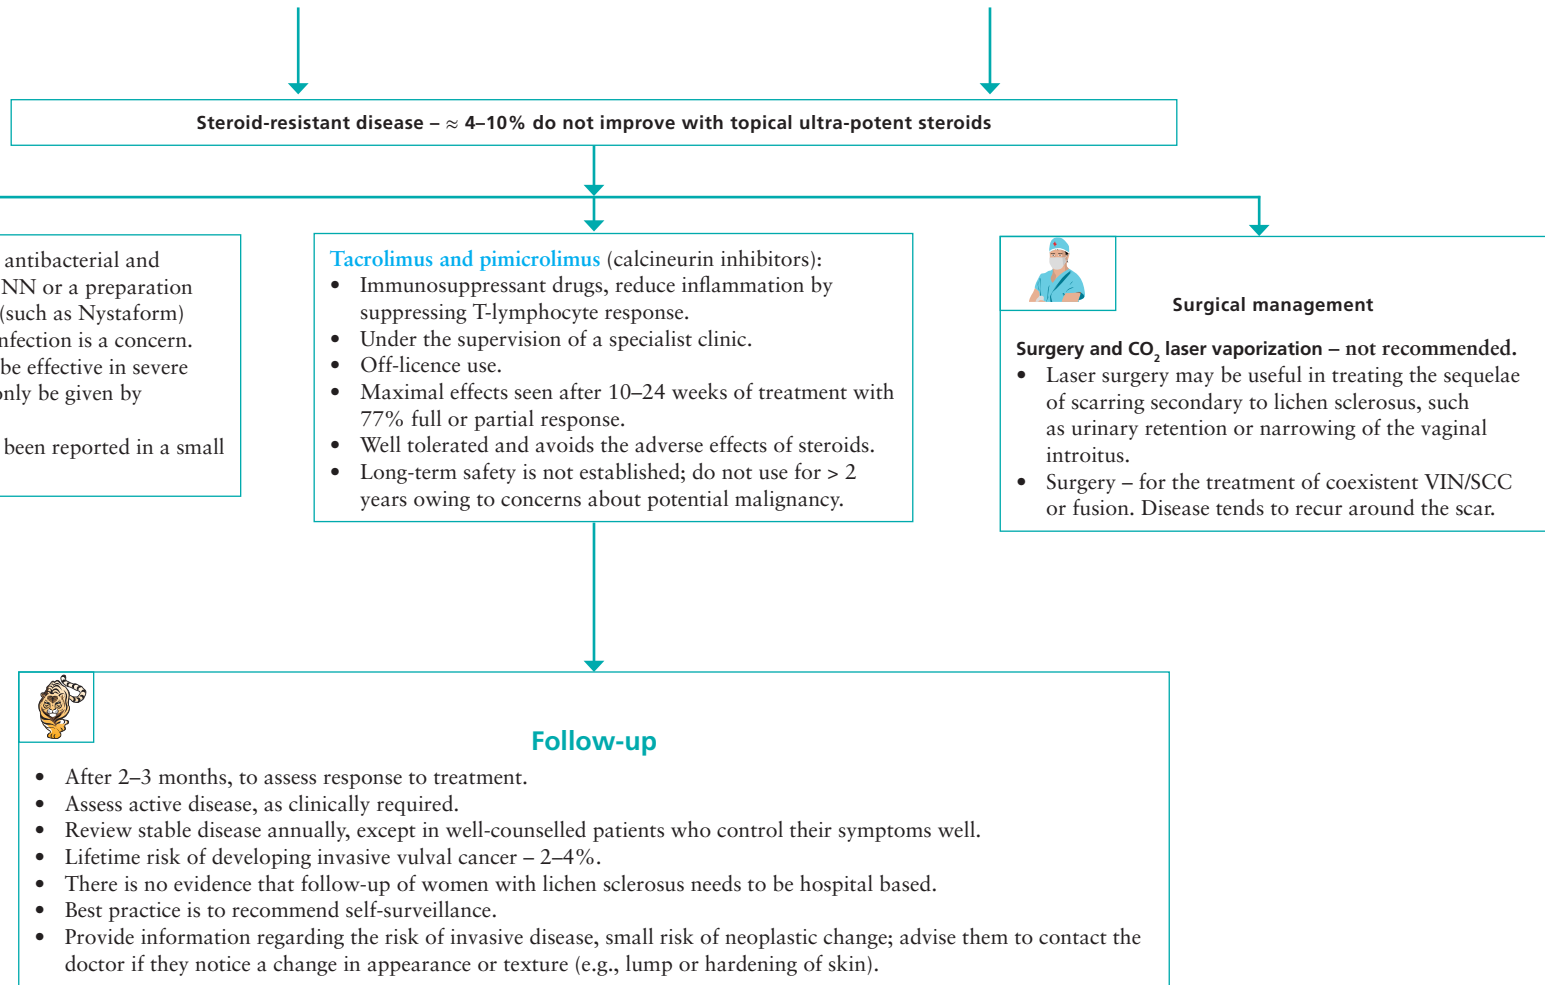 Steroid-resistant disease – ≈ 4–10% do not improve with topical ultra-potent steroids
antibacterial and
NN or a preparation
(such as Nystaform)
nfection is a concern.
be effective in severe
only be given by
been reported in a small
Tacrolimus and pimicrolimus (calcineurin inhibitors):
• Immunosuppressant drugs, reduce inflammation by
suppressing T-lymphocyte response.
• Under the supervision of a specialist clinic.
• Off-licence use.
• Maximal effects seen after 10–24 weeks of treatment with
77% full or partial response.
• Well tolerated and avoids the adverse effects of steroids.
• Long-term safety is not established; do not use for > 2
years owing to concerns about potential malignancy.
Surgical management
Surgery and CO₂ laser vaporization – not recommended.
• Laser surgery may be useful in treating the sequelae
of scarring secondary to lichen sclerosus, such
as urinary retention or narrowing of the vaginal
introitus.
• Surgery – for the treatment of coexistent VIN/SCC
or fusion. Disease tends to recur around the scar.
Follow-up
• After 2–3 months, to assess response to treatment.
• Assess active disease, as clinically required.
• Review stable disease annually, except in well-counselled patients who control their symptoms well.
• Lifetime risk of developing invasive vulval cancer – 2–4%.
• There is no evidence that follow-up of women with lichen sclerosus needs to be hospital based.
• Best practice is to recommend self-surveillance.
• Provide information regarding the risk of invasive disease, small risk of neoplastic change; advise them to contact the
doctor if they notice a change in appearance or texture (e.g., lump or hardening of skin).